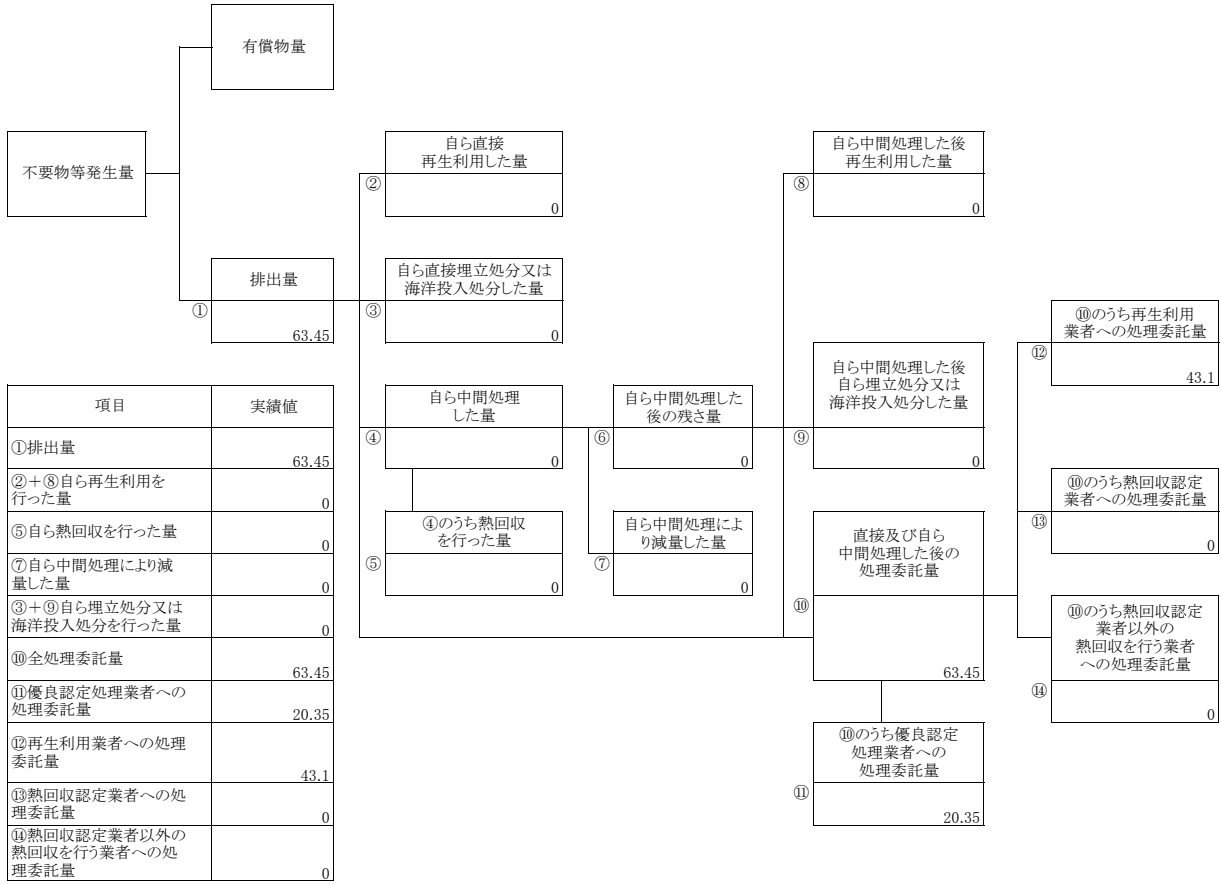 有償物量
不要物等発生量
自ら直接
再生利用した量
②
0
自ら中間処理した後
再生利用した量
⑧
0
排出量
①
63.45
自ら直接埋立処分又は
海洋投入処分した量
③
0
⑩のうち再生利用
業者への処理委託量
⑫
43.1
自ら中間処理
した量
④
0
自ら中間処理した
後の残さ量
⑥
0
自ら中間処理した後
自ら埋立処分又は
海洋投入処分した量
⑨
0
⑩のうち熱回収認定
業者への処理委託量
⑬
0
④のうち熱回収
を行った量
⑤
0
自ら中間処理によ
り減量した量
⑦
0
直接及び自ら
中間処理した後の
処理委託量
⑩
63.45
⑩のうち熱回収認定
業者以外の
熱回収を行う業者
への処理委託量
⑭
0
⑩のうち優良認定
処理業者への
処理委託量
⑪
20.35
項目 実績値
①排出量
63.45
②＋⑧自ら再生利用を
行った量
0
⑤自ら熱回収を行った量
0
⑦自ら中間処理により減
量した量
0
③＋⑨自ら埋立処分又は
海洋投入処分を行った量
0
⑩全処理委託量
63.45
⑪優良認定処理業者への
処理委託量
20.35
⑫再生利用業者への処理
委託量
43.1
⑬熱回収認定業者への処
理委託量
0
⑭熱回収認定業者以外の
熱回収を行う業者への処
理委託量
0